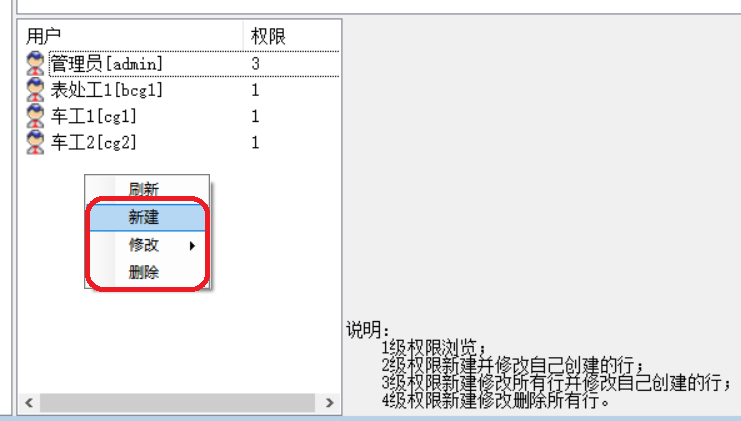 用户 权限
管理员[admin] 3
表处工1[bcg1] 1
车工1[cg1] 1
车工2[cg2] 1
刷新
新建
修改
删除
说明:
1级权限浏览;
2级权限新建并修改自己创建的行;
3级权限新建修改所有行并修改自己创建的行;
4级权限新建修改删除所有行。